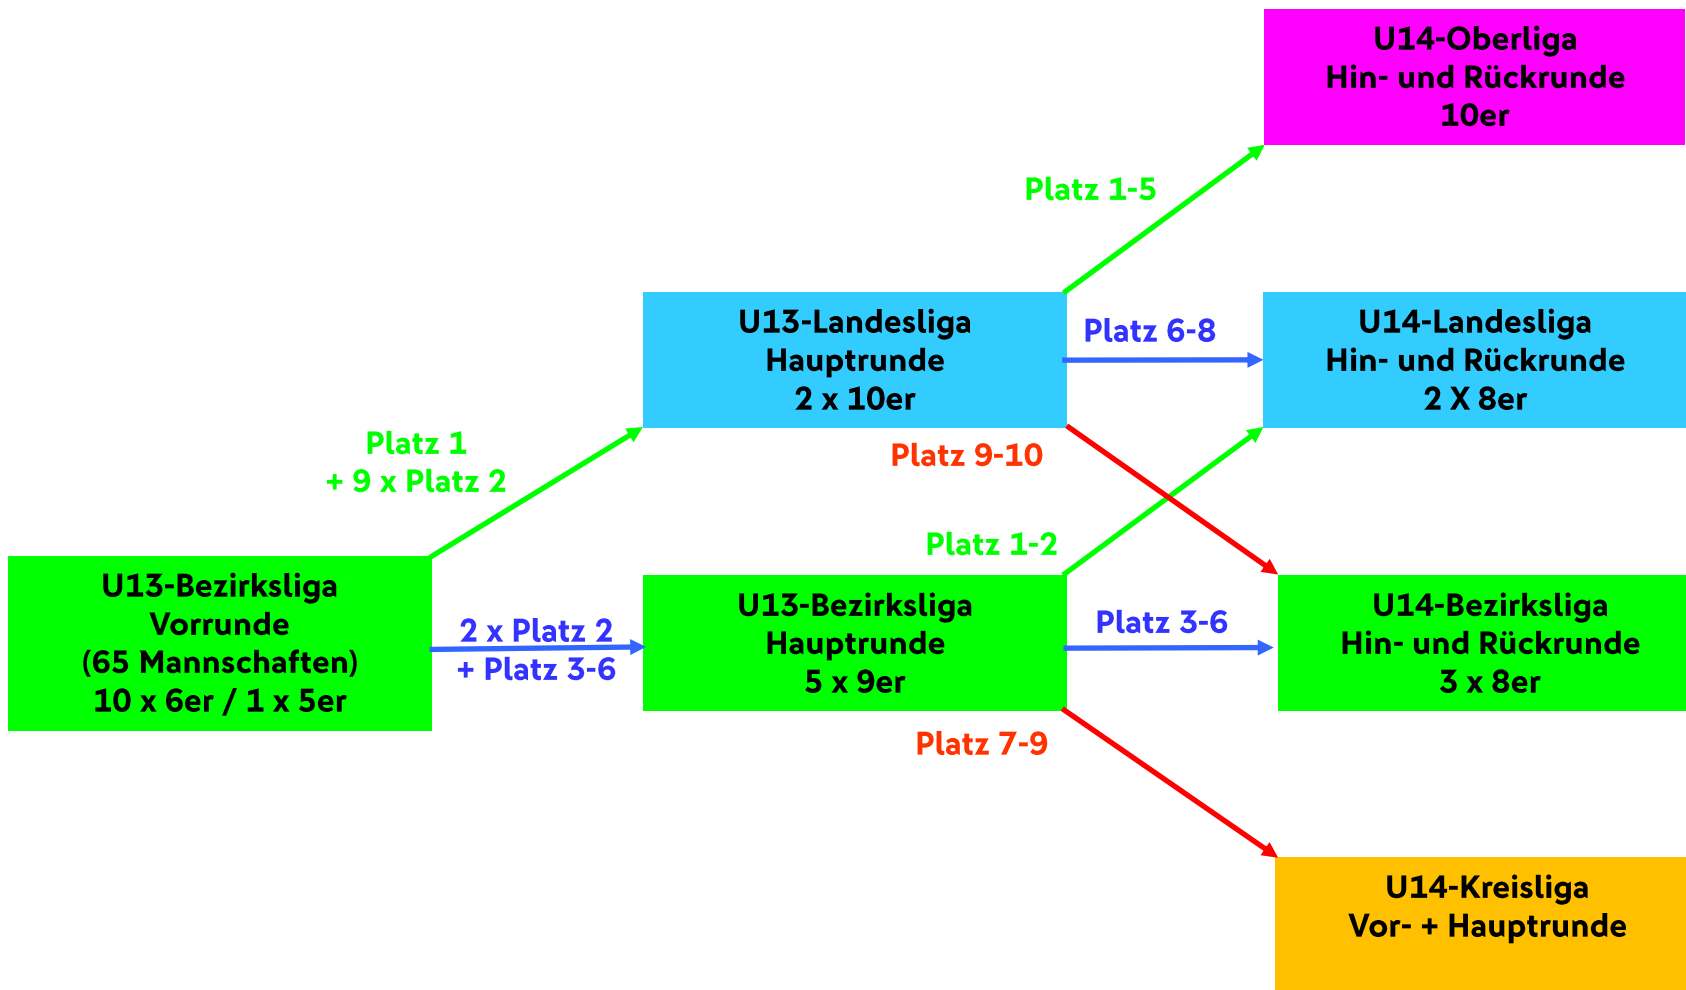 U14-Oberliga
Hin- und Rückrunde
10er
Platz 1-5
U13-Landesliga
Hauptrunde
2 x 10er
Platz 6-8
U14-Landesliga
Hin- und Rückrunde
2 X 8er
Platz 1
+ 9 x Platz 2
Platz 9-10
Platz 1-2
U13-Bezirksliga
Vorrunde
(65 Mannschaften)
10 x 6er / 1 x 5er
2 x Platz 2
+ Platz 3-6
U13-Bezirksliga
Hauptrunde
5 x 9er
Platz 3-6
U14-Bezirksliga
Hin- und Rückrunde
3 x 8er
Platz 7-9
U14-Kreisliga
Vor- + Hauptrunde